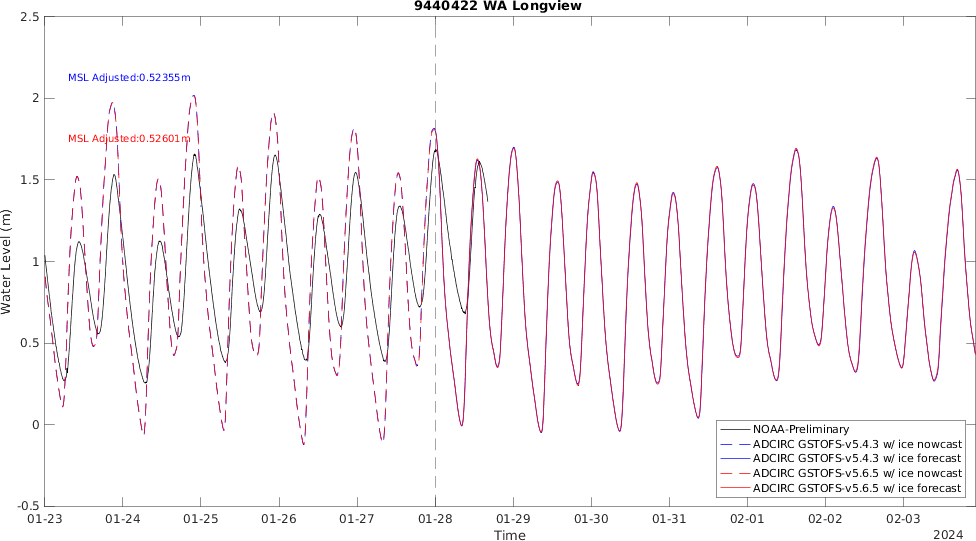 9440422 WA Longview
2.5
MSL Adjusted:0.52355m
2
MSL Adjusted:0.52601m
1.5
Water Level (m)
1
0.5
0
-0.5
NOAA-Preliminary
ADCIRC GSTOFS-v5.4.3 w/ ice nowcast
ADCIRC GSTOFS-v5.4.3 w/ ice forecast
ADCIRC GSTOFS-v5.6.5 w/ ice nowcast
ADCIRC GSTOFS-v5.6.5 w/ ice forecast
01-23 01-24 01-25 01-26 01-27 01-28 01-29 01-30 01-31 02-01 02-02 02-03
Time
2024